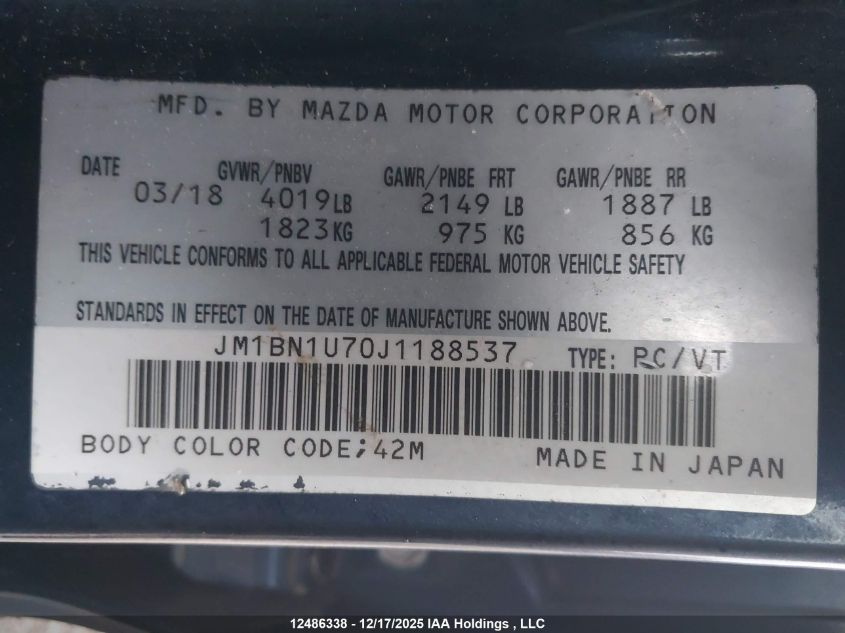 MFD. BY MAZDA MOTOR CORPORATION
DATE GVWR/PNBV GAWR/PNBE FRT GAWR/PNBE RR
03/18 4019LB 2149 LB 1887 LB
1823KG 975 KG 856 KG
THIS VEHICLE CONFORMS TO ALL APPLICABLE FEDERAL MOTOR VEHICLE SAFETY
STANDARDS IN EFFECT ON THE DATE OF MANUFACTURE SHOWN ABOVE.
JM1BN1U70J1188537 TYPE: PC/VT
BODY COLOR CODE;42M MADE IN JAPAN
12486338 - 12/17/2025 IAA Holdings , LLC